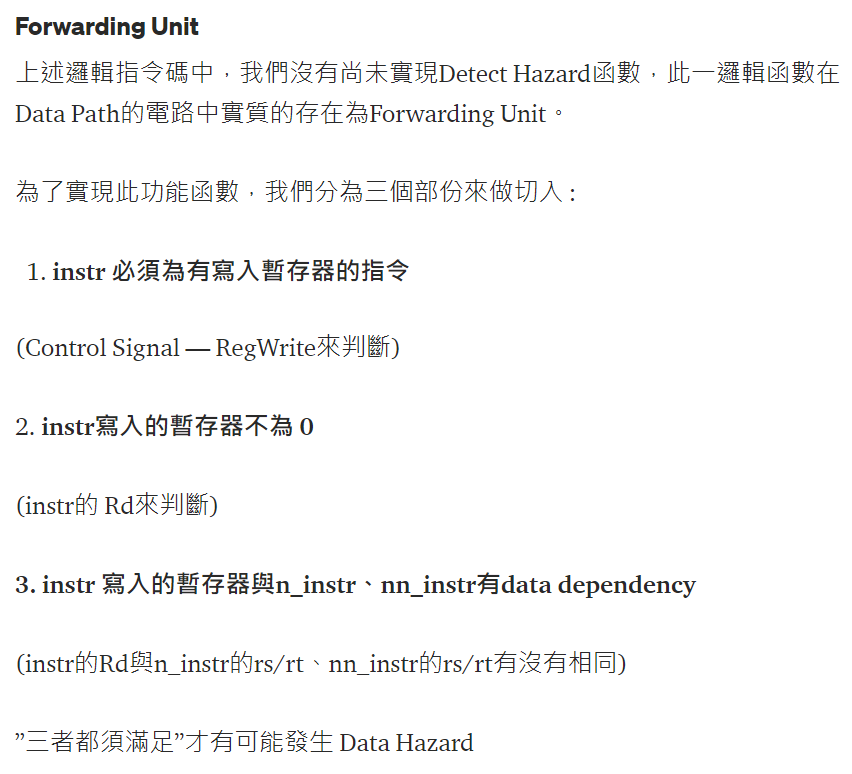 Forwarding Unit
上述邏輯指令碼中，我們沒有尚未實現Detect Hazard函數，此一邏輯函數在
Data Path的電路中實質的存在為Forwarding Unit。
為了實現此功能函數，我們分為三個部份來做切入 :
1. instr 必須為有寫入暫存器的指令
(Control Signal — RegWrite來判斷)
2. instr寫入的暫存器不為 0
(instr的 Rd來判斷)
3. instr 寫入的暫存器與n_instr、nn_instr有data dependency
(instr的Rd與n_instr的rs/rt、nn_instr的rs/rt有沒有相同)
”三者都須滿足”才有可能發生 Data Hazard